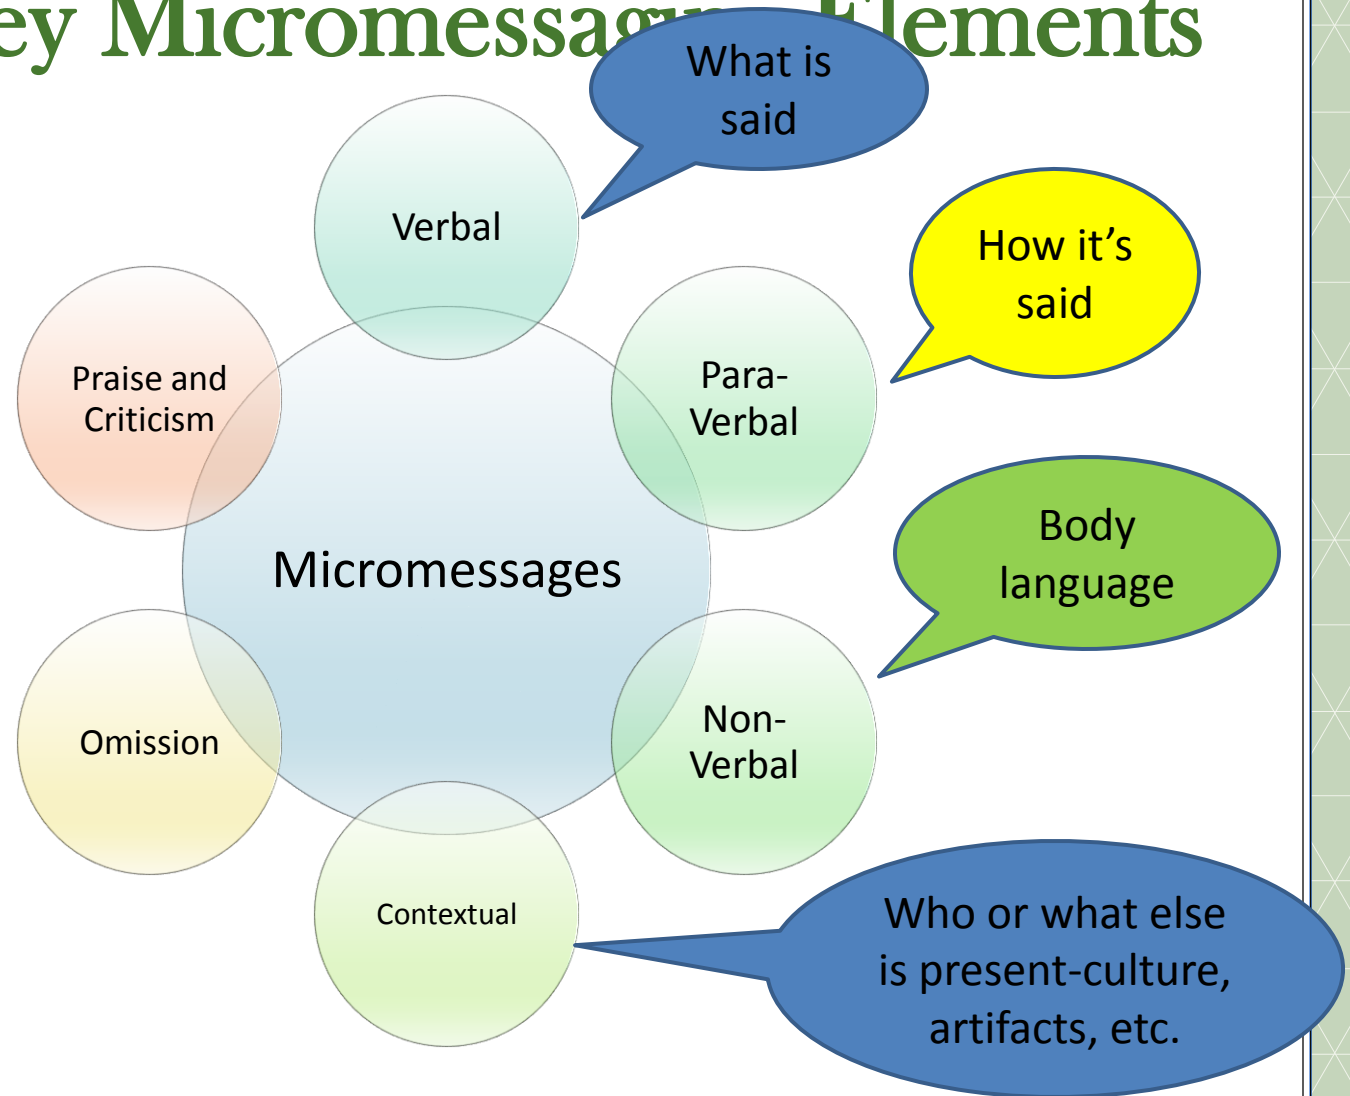 ey Micromessaging Elements
What is
said
Verbal
How it's
said
Praise and
Criticism
Para-
Verbal
Body
language
Micromessages
Omission
Non-
Verbal
Contextual
Who or what else
is present-culture,
artifacts, etc.